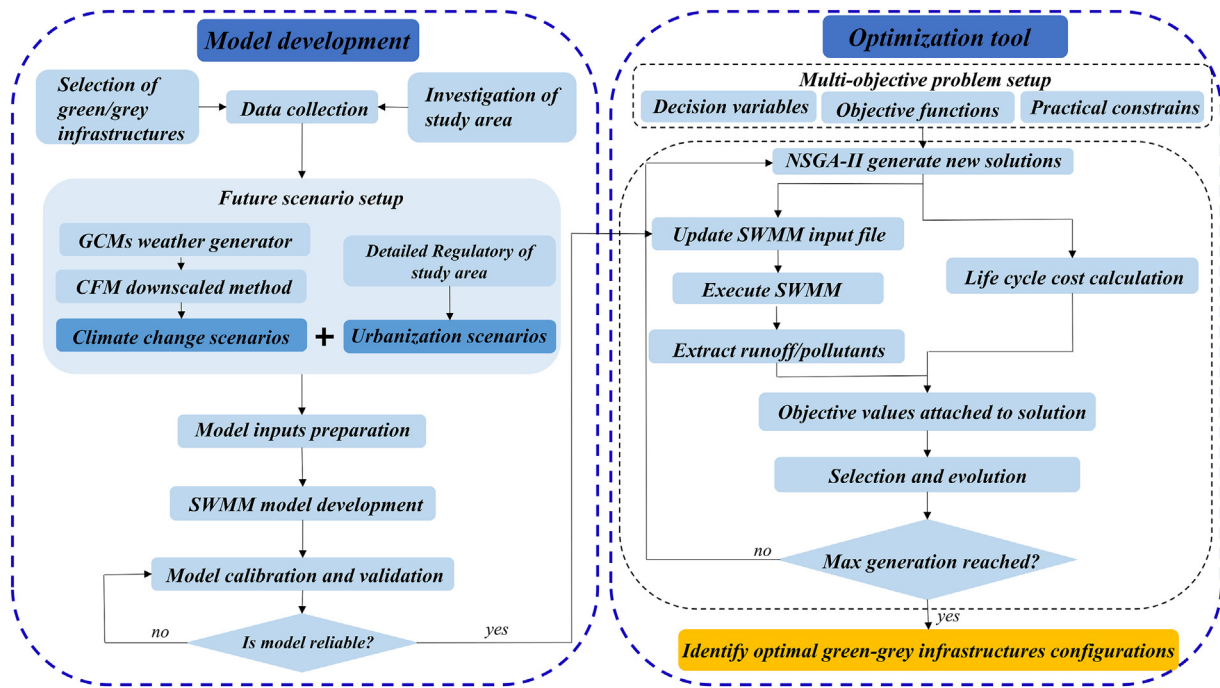 Model development
Selection of
green/grey
infrastructures
Data collection
Investigation of
study area
Future scenario setup
GCMs weather generator
CFM downscaled method
Climate change scenarios
+
Detailed Regulatory of
study area
Urbanization scenarios
Model inputs preparation
SWMM model development
Model calibration and validation
Is model reliable?
no
yes
Optimization tool
Multi-objective problem setup
Decision variables
Objective functions
Practical constrains
NSGA-II generate new solutions
Update SWMM input file
Execute SWMM
Extract runoff/pollutants
Life cycle cost calculation
Objective values attached to solution
Selection and evolution
Max generation reached?
no
yes
Identify optimal green-grey infrastructures configurations